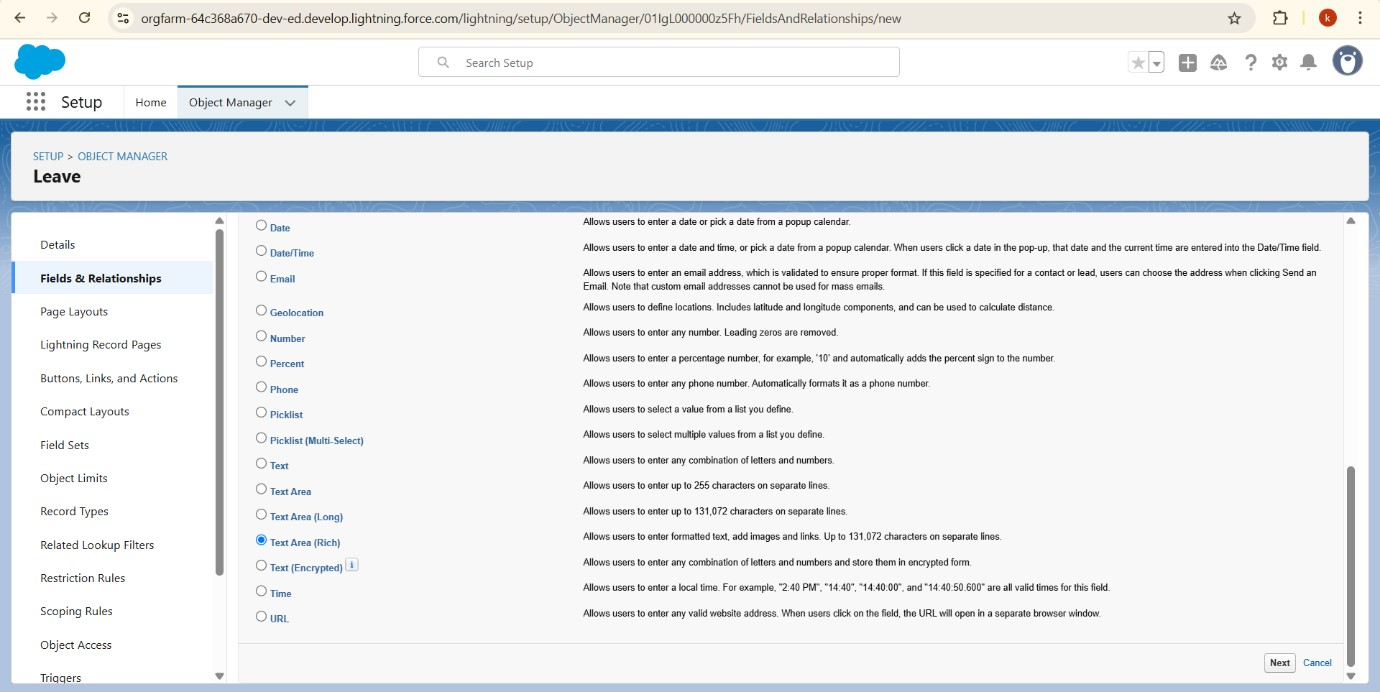 orgfarm-64c368a670-dev-ed.develop.lightning.force.com/lightning/setup/ObjectManager/01IgL000000z5Fh/FieldsAndRelationships/new
k
Search Setup
Setup
Home
Object Manager
SETUP > OBJECT MANAGER
Leave
Details
Fields & Relationships
Page Layouts
Lightning Record Pages
Buttons, Links, and Actions
Compact Layouts
Field Sets
Object Limits
Record Types
Related Lookup Filters
Restriction Rules
Scoping Rules
Object Access
Triggers
Date Allows users to enter a date or pick a date from a popup calendar.
Date/Time Allows users to enter a date and time, or pick a date from a popup calendar. When users click a date in the pop-up, that date and the current time are entered into the Date/Time field.
Email Allows users to enter an email address, which is validated to ensure proper format. If this field is specified for a contact or lead, users can choose the address when clicking Send an
Email. Note that custom email addresses cannot be used for mass emails.
Geolocation Allows users to define locations. Includes latitude and longitude components, and can be used to calculate distance.
Number Allows users to enter any number. Leading zeros are removed.
Percent Allows users to enter a percentage number, for example, '10' and automatically adds the percent sign to the number.
Phone Allows users to enter any phone number. Automatically formats it as a phone number.
Picklist Allows users to select a value from a list you define.
Picklist (Multi-Select) Allows users to select multiple values from a list you define.
Text Allows users to enter any combination of letters and numbers.
Text Area Allows users to enter up to 255 characters on separate lines.
Text Area (Long) Allows users to enter up to 131,072 characters on separate lines.
Text Area (Rich) Allows users to enter formatted text, add images and links. Up to 131,072 characters on separate lines.
Text (Encrypted) i Allows users to enter any combination of letters and numbers and store them in encrypted form.
Time Allows users to enter a local time. For example, "2:40 PM", "14:40", "14:40:00", and "14:40:50.600" are all valid times for this field.
URL Allows users to enter any valid website address. When users click on the field, the URL will open in a separate browser window.
Next Cancel